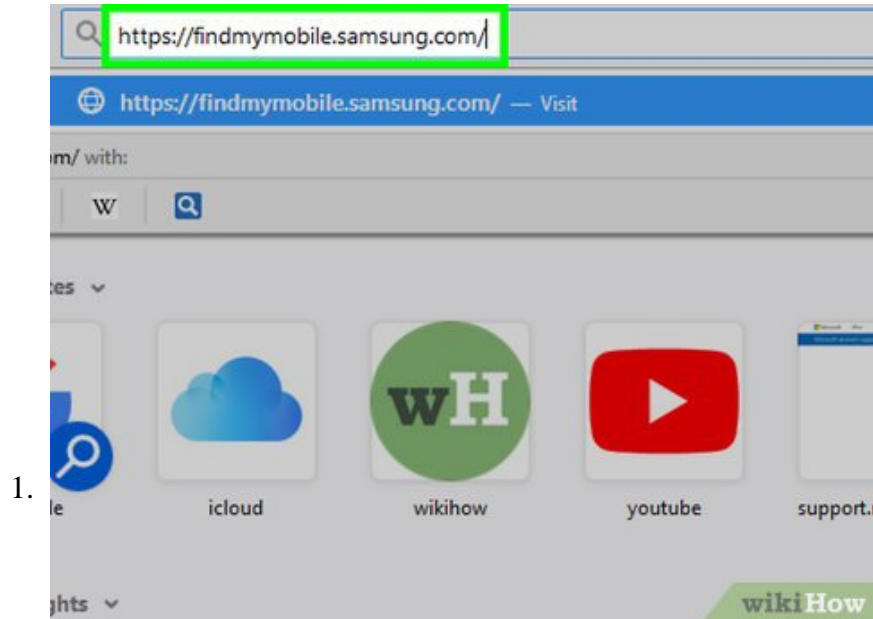 https://findmymobile.samsung.com/
https://findmymobile.samsung.com/ — Visit
om/ with:
W
wH
1.
le
icloud
wikihow
youtube
support.
ghts
wikiHow